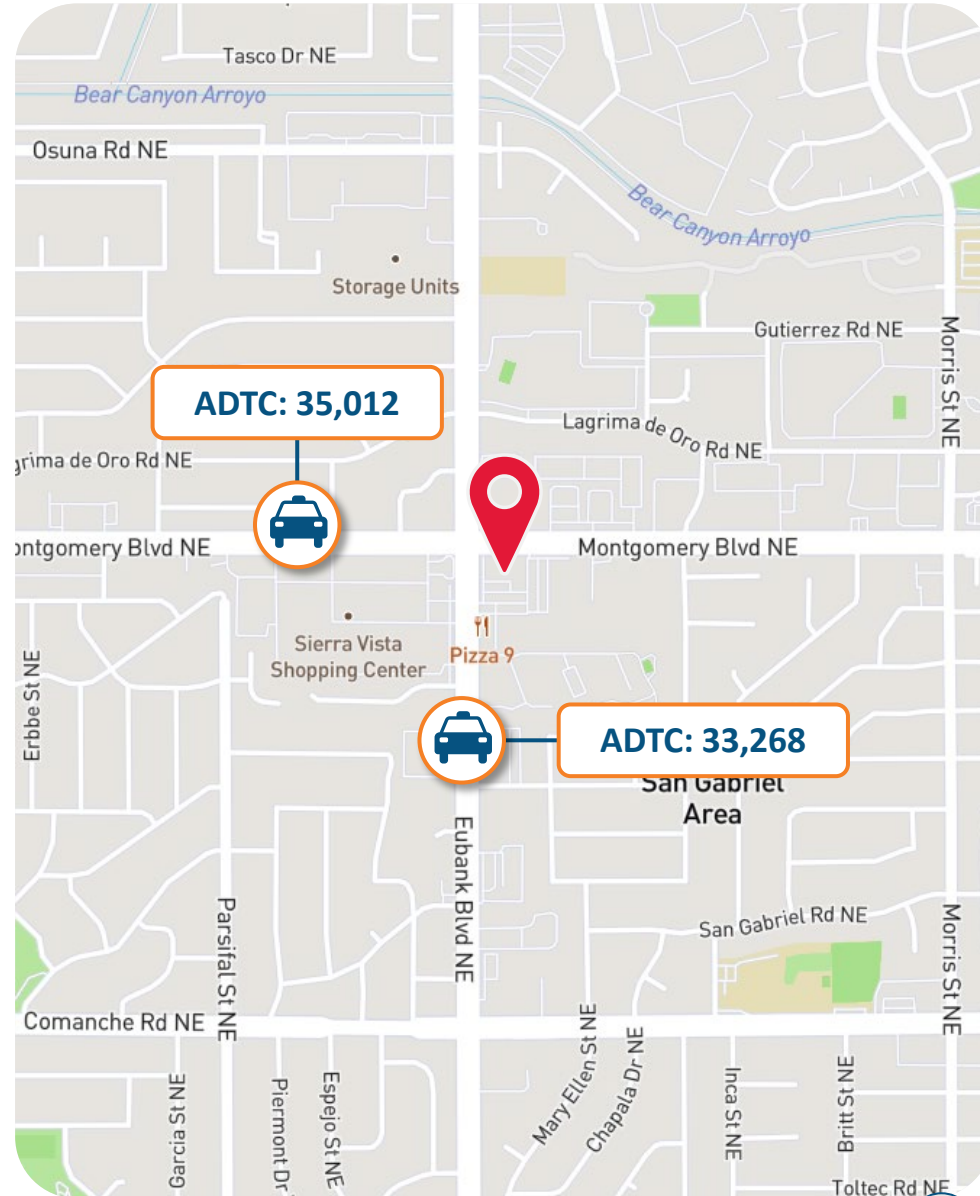 Tasco Dr NE
Bear Canyon Arroyo
Osuna Rd NE
Bear Canyon Arroyo
Storage Units
Gutierrez Rd NE
Morris St NE
ADTC: 35,012
Lagrima de Oro Rd NE
grima de Oro Rd NE
ontgomery Blvd NE
Montgomery Blvd NE
Sierra Vista
Shopping Center
Pizza 9
Erbbe St NE
ADTC: 33,268
San Gabriel
Area
Eubank Blvd NE
Parsifal St NE
San Gabriel Rd NE
Morris St NE
Comanche Rd NE
Garcia St NE
Piermont Dr
Espejo St NE
Mary Ellen St NE
Chapala Dr NE
Inca St NE
Britt St NE
Toltec Rd NE